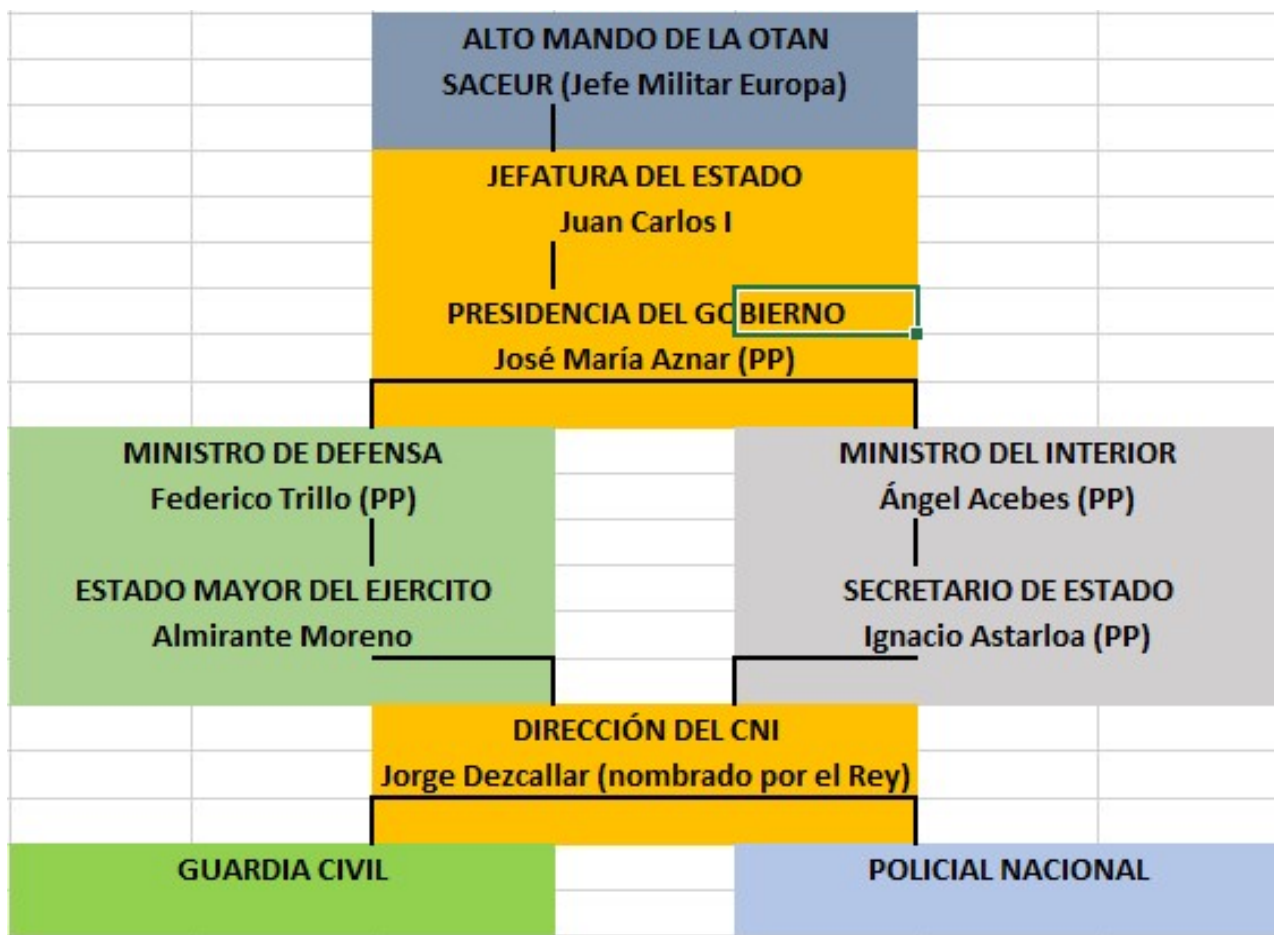 ALTO MANDO DE LA OTAN
SACEUR (Jefe Militar Europa)
JEFATURA DEL ESTADO
Juan Carlos I
PRESIDENCIA DEL GOBIERNO
José María Aznar (PP)
MINISTRO DE DEFENSA
Federico Trillo (PP)
ESTADO MAYOR DEL EJERCITO
Almirante Moreno
MINISTRO DEL INTERIOR
Ángel Acebes (PP)
SECRETARIO DE ESTADO
Ignacio Astarloa (PP)
DIRECCIÓN DEL CNI
Jorge Dezcallar (nombrado por el Rey)
GUARDIA CIVIL
POLICIAL NACIONAL